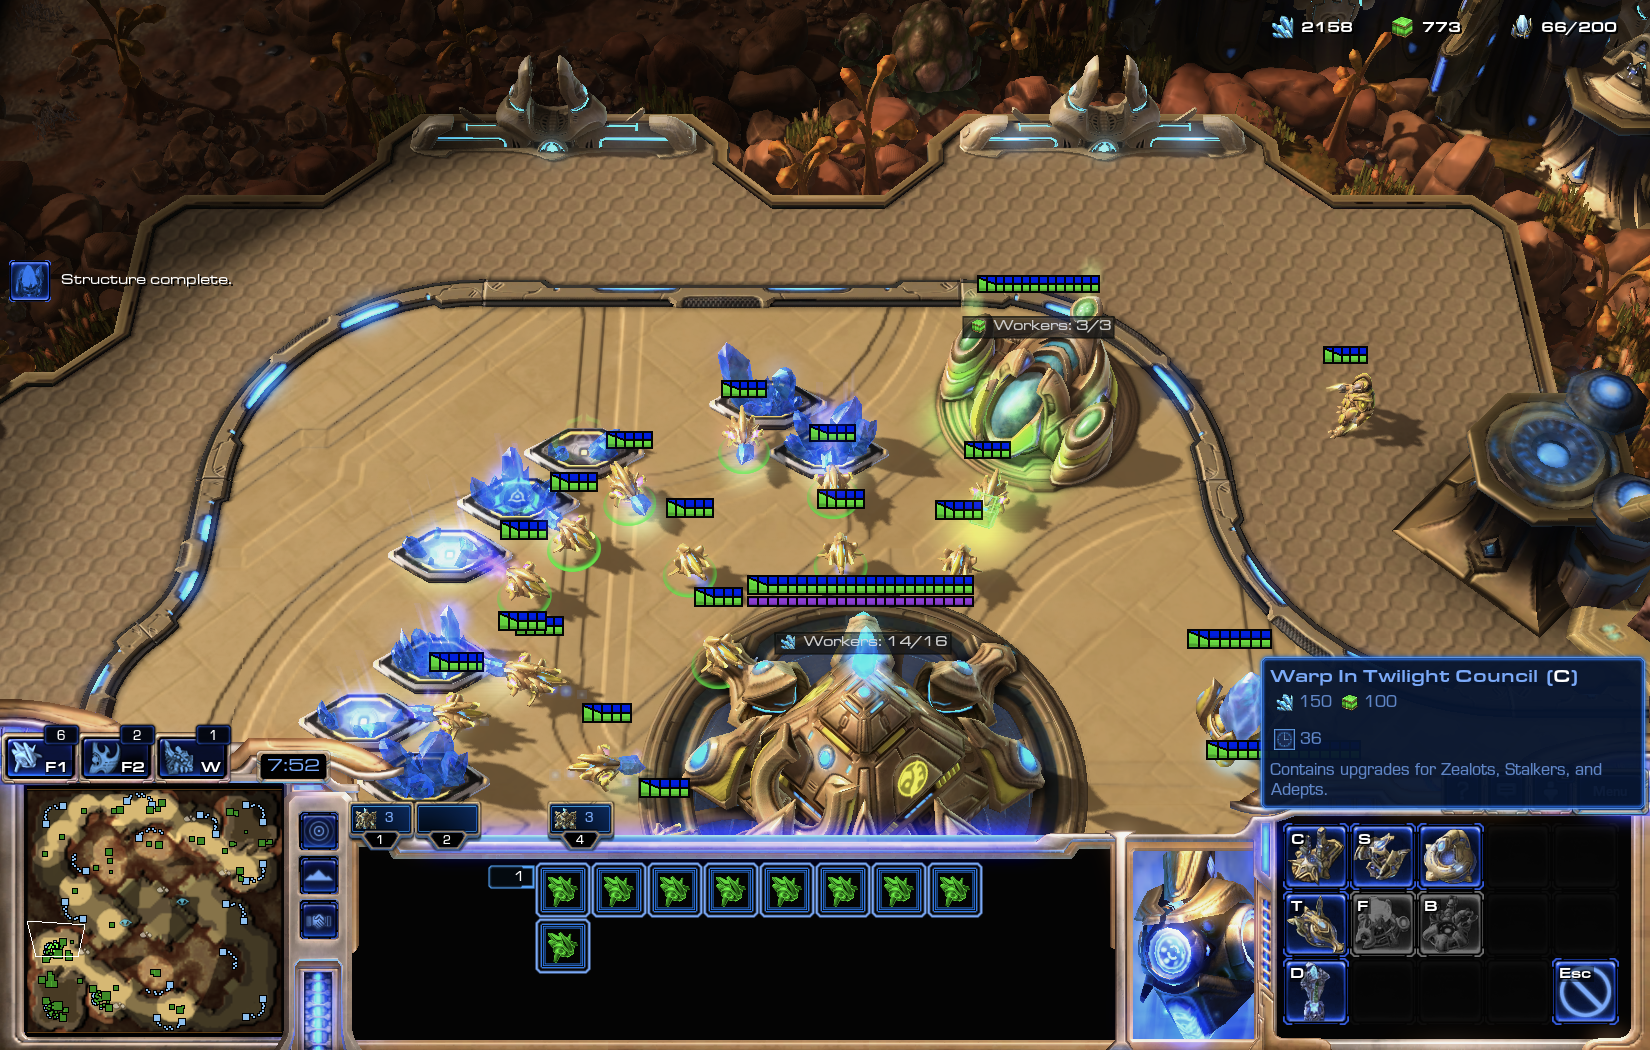 2158 773 66/200
Structure complete.
Workers: 3/3
Workers: 14/16
Warp In Twilight Council (C)
150 100
36
Contains upgrades for Zealots, Stalkers, and
Adepts.
6 2 1
F1 F2 W
7:52
3 3
1 2 4
1
C S
T F B
D Esc